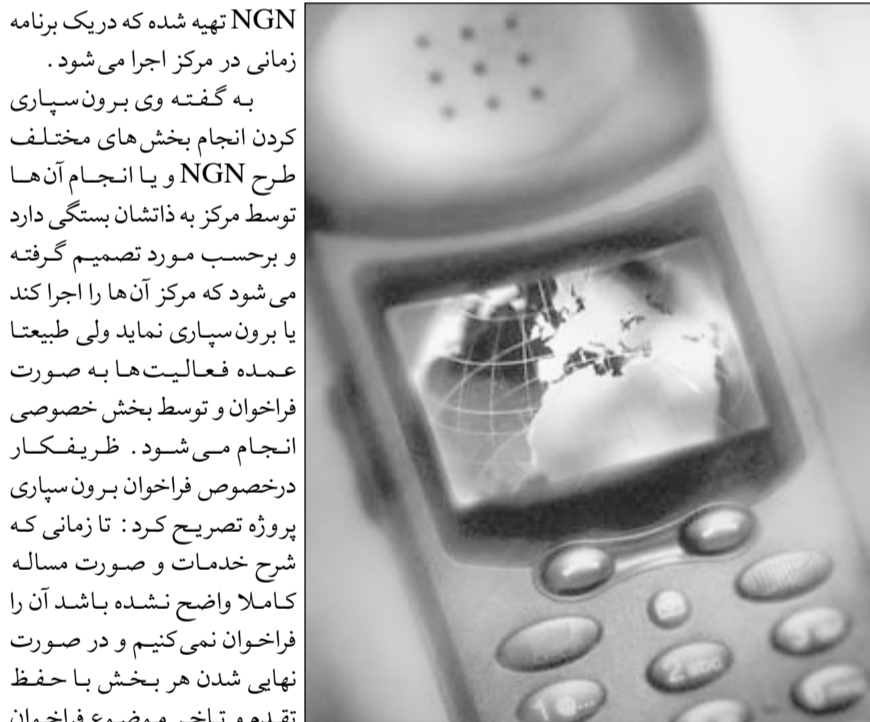 NGN تهیه شده که دریک برنامه
زمانی در مرکز اجرا می‌شود.
به گفته وی برون‌سپاری
کردن انجام بخش‌های مختلف
طرح NGN و یا انجام آن‌ها
توسط مرکز به ذاتشان بستگی دارد
و برحسب مورد تصمیم گرفته
می‌شود که مرکز آن‌ها را اجرا کند
یا برون‌سپاری نماید ولی طبیعتا
عمده فعالیت‌ها به صورت
فراخوان و توسط بخش خصوصی
انجام می‌شود. ظریفکار
درخصوص فراخوان برون‌سپاری
پروژه تصریح کرد: تا زمانی که
شرح خدمات و صورت مساله
کاملا واضح نشده باشد آن را
فراخوان نمی‌کنیم و در صورت
نهایی شدن هر بخش با حفظ
تقدم و تاخر موضوع فراخوان